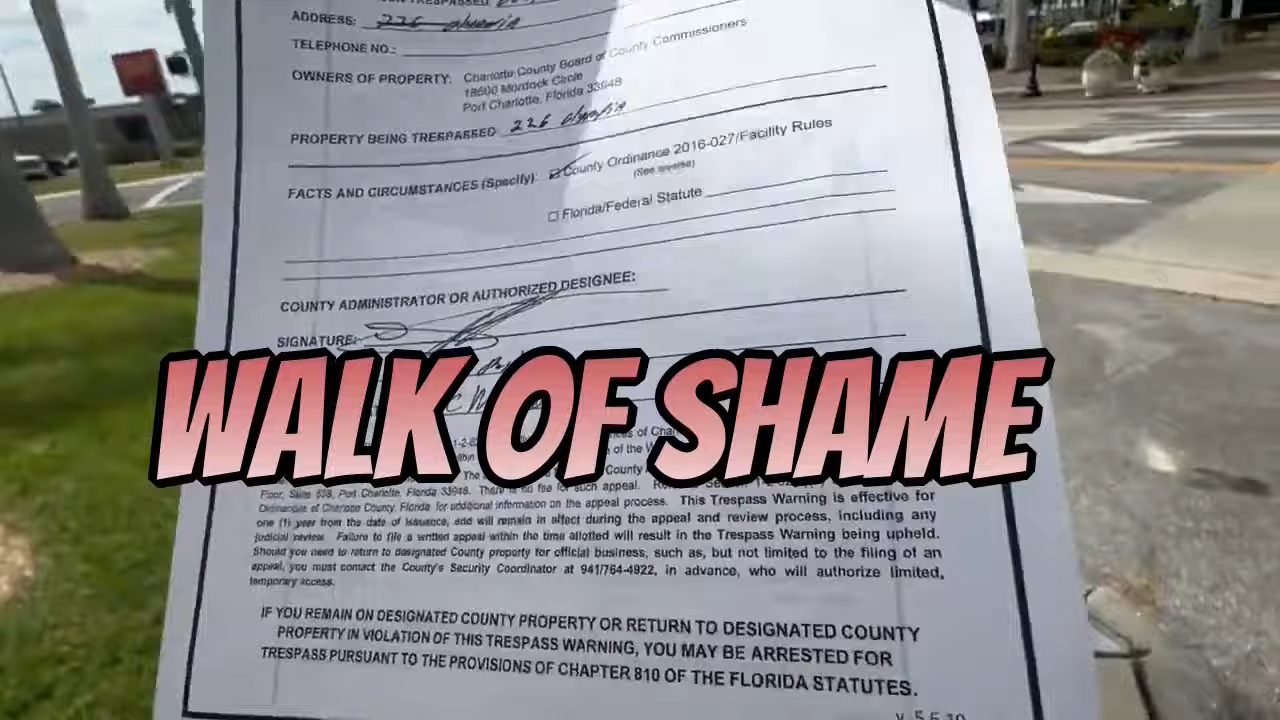 TRESPASSED
ADDRESS: 226
TELEPHONE NO.:
OWNERS OF PROPERTY: Charlotte County Board of County Commissioners
18500 Murdock Circle
Port Charlotte, Florida 33948
PROPERTY BEING TRESPASSED 226
FACTS AND CIRCUMSTANCES (Specify): County Ordinance 2016-027/Facility Rules
(See reverse)
Florida/Federal Statute
COUNTY ADMINISTRATOR OR AUTHORIZED DESIGNEE:
SIGNATURE:
WALK OF SHAME
of the
County
Floor, Suite 538, Port Charlotte, Florida 33948. There is no fee for such appeal.
Ordinances of Charlotte County, Florida for additional information on the appeal process. This Trespass Warning is effective for
one (1) year from the date of issuance, and will remain in effect during the appeal and review process, including any
judicial review. Failure to file a written appeal within the time allotted will result in the Trespass Warning being upheld.
Should you need to return to designated County property for official business, such as, but not limited to the filing of an
appeal, you must contact the County's Security Coordinator at 941/764-4922, in advance, who will authorize limited,
temporary access.
IF YOU REMAIN ON DESIGNATED COUNTY PROPERTY OR RETURN TO DESIGNATED COUNTY
PROPERTY IN VIOLATION OF THIS TRESPASS WARNING, YOU MAY BE ARRESTED FOR
TRESPASS PURSUANT TO THE PROVISIONS OF CHAPTER 810 OF THE FLORIDA STATUTES.